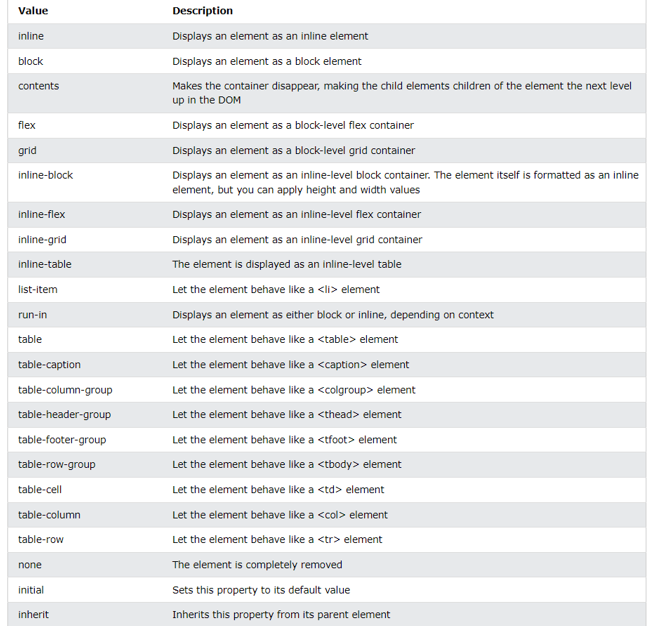 Value Description
inline Displays an element as an inline element
block Displays an element as a block element
contents Makes the container disappear, making the child elements children of the element the next level
up in the DOM
flex Displays an element as a block-level flex container
grid Displays an element as a block-level grid container
inline-block Displays an element as an inline-level block container. The element itself is formatted as an inline
element, but you can apply height and width values
inline-flex Displays an element as an inline-level flex container
inline-grid Displays an element as an inline-level grid container
inline-table The element is displayed as an inline-level table
list-item Let the element behave like a <li> element
run-in Displays an element as either block or inline, depending on context
table Let the element behave like a <table> element
table-caption Let the element behave like a <caption> element
table-column-group Let the element behave like a <colgroup> element
table-header-group Let the element behave like a <thead> element
table-footer-group Let the element behave like a <tfoot> element
table-row-group Let the element behave like a <tbody> element
table-cell Let the element behave like a <td> element
table-column Let the element behave like a <col> element
table-row Let the element behave like a <tr> element
none The element is completely removed
initial Sets this property to its default value
inherit Inherits this property from its parent element